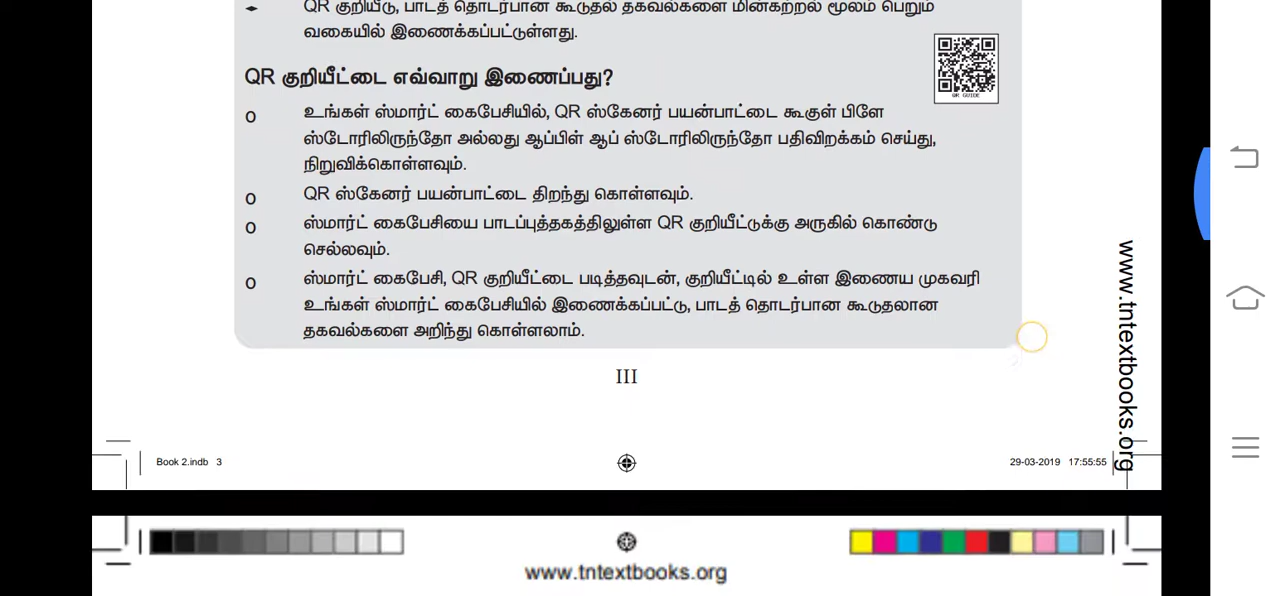 QR குறியீடு, பாடத் தொடர்பான கூடுதல் தகவல்களை மின்கற்றல் மூலம் பெறும்
வகையில் இணைக்கப்பட்டுள்ளது.
QR குறியீட்டை எவ்வாறு இணைப்பது?
QR GUIDE
o உங்கள் ஸ்மார்ட் கைபேசியில், QR ஸ்கேனர் பயன்பாட்டை கூகுள் பிளே
ஸ்டோரிலிருந்தோ அல்லது ஆப்பிள் ஆப் ஸ்டோரிலிருந்தோ பதிவிறக்கம் செய்து,
நிறுவிக்கொள்ளவும்.
o QR ஸ்கேனர் பயன்பாட்டை திறந்து கொள்ளவும்.
o ஸ்மார்ட் கைபேசியை பாடப்புத்தகத்திலுள்ள QR குறியீட்டுக்கு அருகில் கொண்டு
செல்லவும்.
o ஸ்மார்ட் கைபேசி, QR குறியீட்டை படித்தவுடன், குறியீட்டில் உள்ள இணைய முகவரி
உங்கள் ஸ்மார்ட் கைபேசியில் இணைக்கப்பட்டு, பாடத் தொடர்பான கூடுதலான
தகவல்களை அறிந்து கொள்ளலாம்.
III
www.tntextbooks.org
Book 2.indb 3
29-03-2019 17:55:55
www.tntextbooks.org